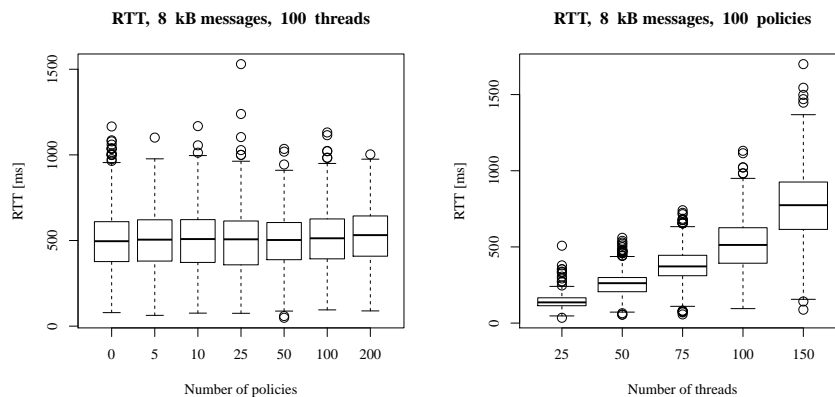 RTT, 8 kB messages, 100 threads
RTT [ms]
1500
1000
500
0
0 5 10 25 50 100 200
Number of policies
RTT, 8 kB messages, 100 policies
RTT [ms]
1500
1000
500
0
25 50 75 100 150
Number of threads